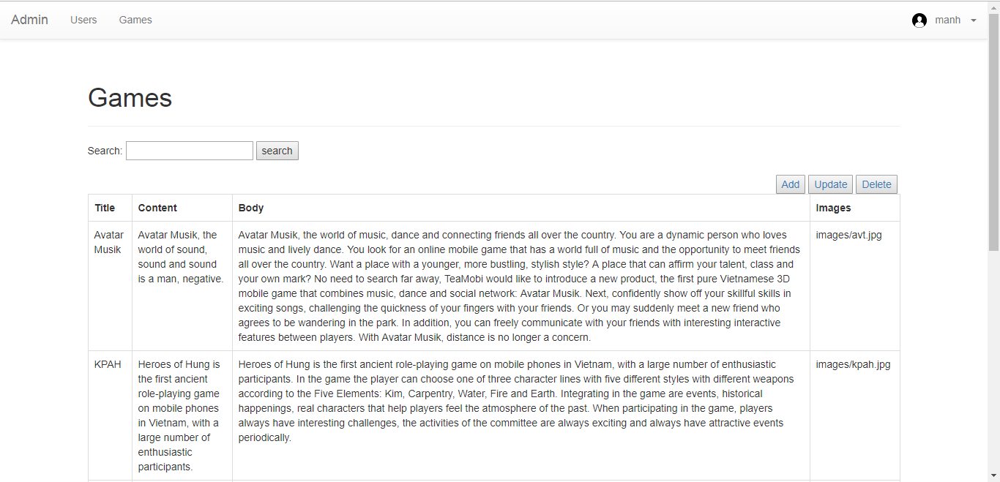 Admin Users Games manh
Games
Search: search
Add Update Delete
Title Content Body Images
Avatar
Musik
Avatar Musik, the
world of sound,
sound and sound
is a man, negative.
Avatar Musik, the world of music, dance and connecting friends all over the country. You are a dynamic person who loves
music and lively dance. You look for an online mobile game that has a world full of music and the opportunity to meet friends
all over the country. Want a place with a younger, more bustling, stylish style? A place that can affirm your talent, class and
your own mark? No need to search far away, TeaMobi would like to introduce a new product, the first pure Vietnamese 3D
mobile game that combines music, dance and social network: Avatar Musik. Next, confidently show off your skillful skills in
exciting songs, challenging the quickness of your fingers with your friends. Or you may suddenly meet a new friend who
agrees to be wandering in the park. In addition, you can freely communicate with your friends with interesting interactive
features between players. With Avatar Musik, distance is no longer a concern.
images/avt.jpg
KPAH
Heroes of Hung is
the first ancient
role-playing game
on mobile phones
in Vietnam, with a
large number of
enthusiastic
participants.
Heroes of Hung is the first ancient role-playing game on mobile phones in Vietnam, with a large number of enthusiastic
participants. In the game the player can choose one of three character lines with five different styles with different weapons
according to the Five Elements: Kim, Carpentry, Water, Fire and Earth. Integrating in the game are events, historical
happenings, real characters that help players feel the atmosphere of the past. When participating in the game, players
always have interesting challenges, the activities of the committee are always exciting and always have attractive events
periodically.
images/kpah.jpg